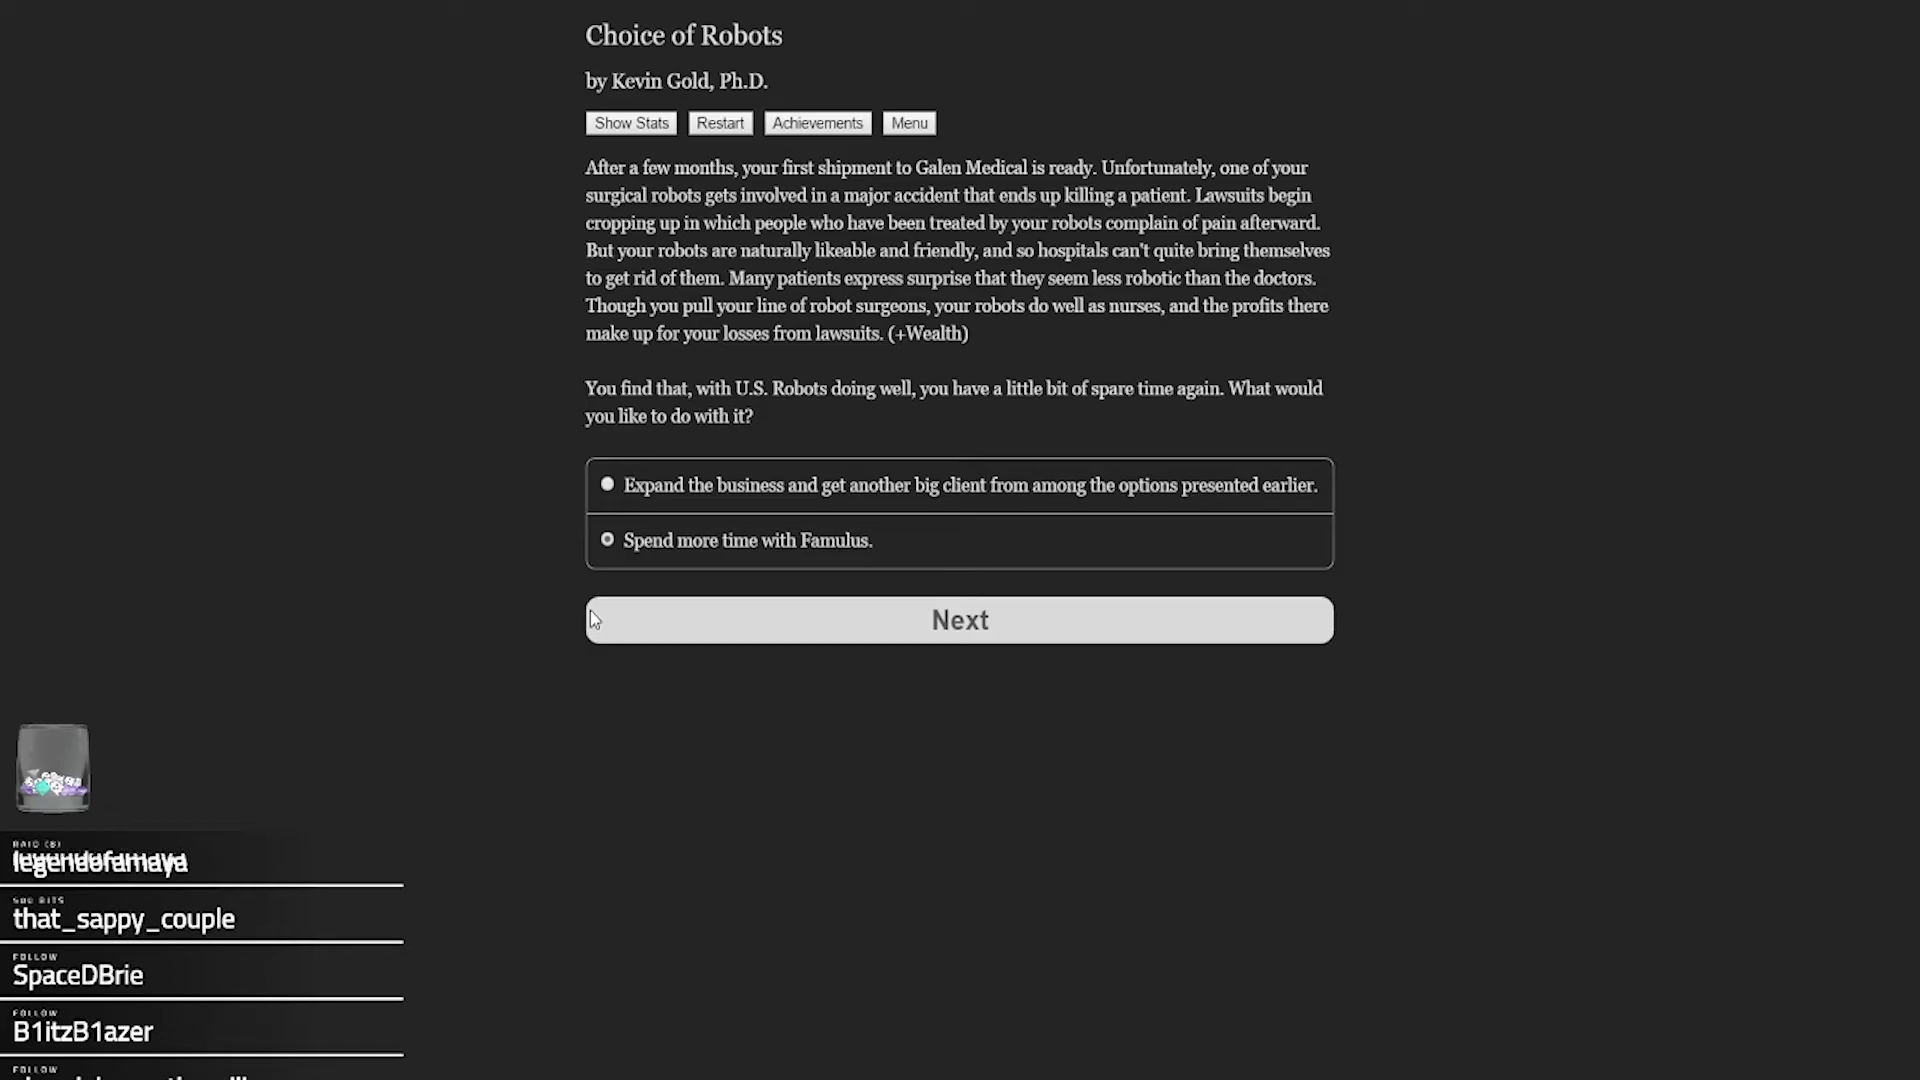 Choice of Robots
by Kevin Gold, Ph.D.
Show Stats
Restart
Achievements
Menu
After a few months, your first shipment to Galen Medical is ready. Unfortunately, one of your
surgical robots gets involved in a major accident that ends up killing a patient. Lawsuits begin
cropping up in which people who have been treated by your robots complain of pain afterward.
But your robots are naturally likeable and friendly, and so hospitals can't quite bring themselves
to get rid of them. Many patients express surprise that they seem less robotic than the doctors.
Though you pull your line of robot surgeons, your robots do well as nurses, and the profits there
make up for your losses from lawsuits. (+Wealth)
You find that, with U.S. Robots doing well, you have a little bit of spare time again. What would
you like to do with it?
Expand the business and get another big client from among the options presented earlier.
Spend more time with Famulus.
Next
RAID (8)
legendofamaya
500 BITS
that_sappy_couple
FOLLOW
SpaceDBrie
FOLLOW
B1itzB1azer
FOLLOW